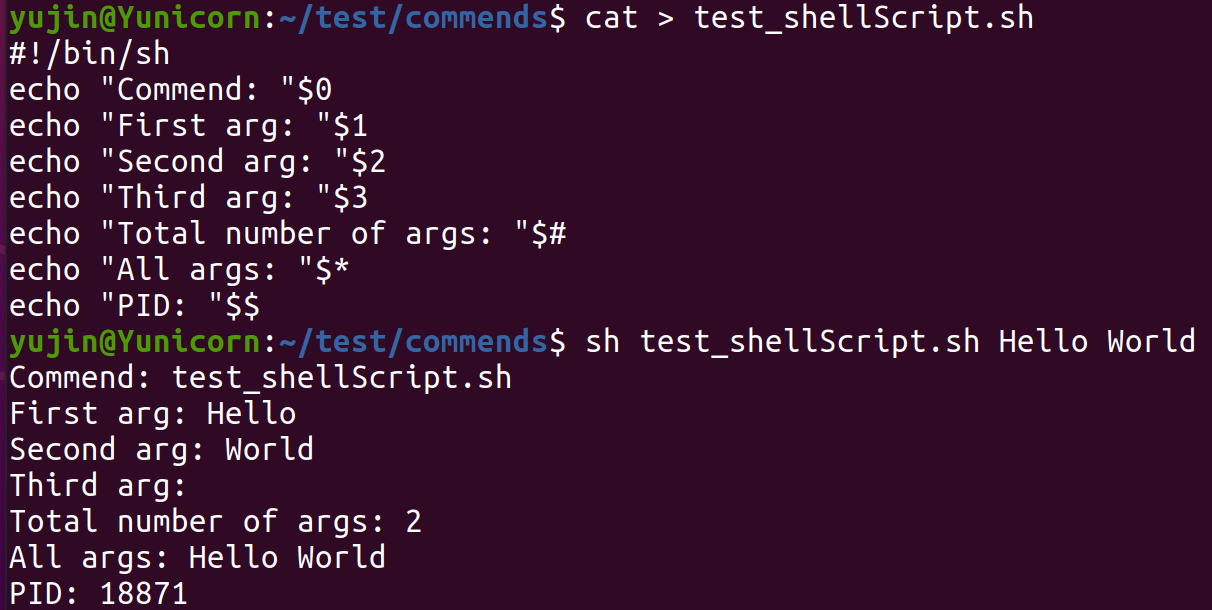 yujin@Yunicorn:~/test/commends$ cat > test_shellScript.sh
#!/bin/sh
echo "Commend: "$0
echo "First arg: "$1
echo "Second arg: "$2
echo "Third arg: "$3
echo "Total number of args: "$#
echo "All args: "$*
echo "PID: "$$
yujin@Yunicorn:~/test/commends$ sh test_shellScript.sh Hello World
Commend: test_shellScript.sh
First arg: Hello
Second arg: World
Third arg:
Total number of args: 2
All args: Hello World
PID: 18871